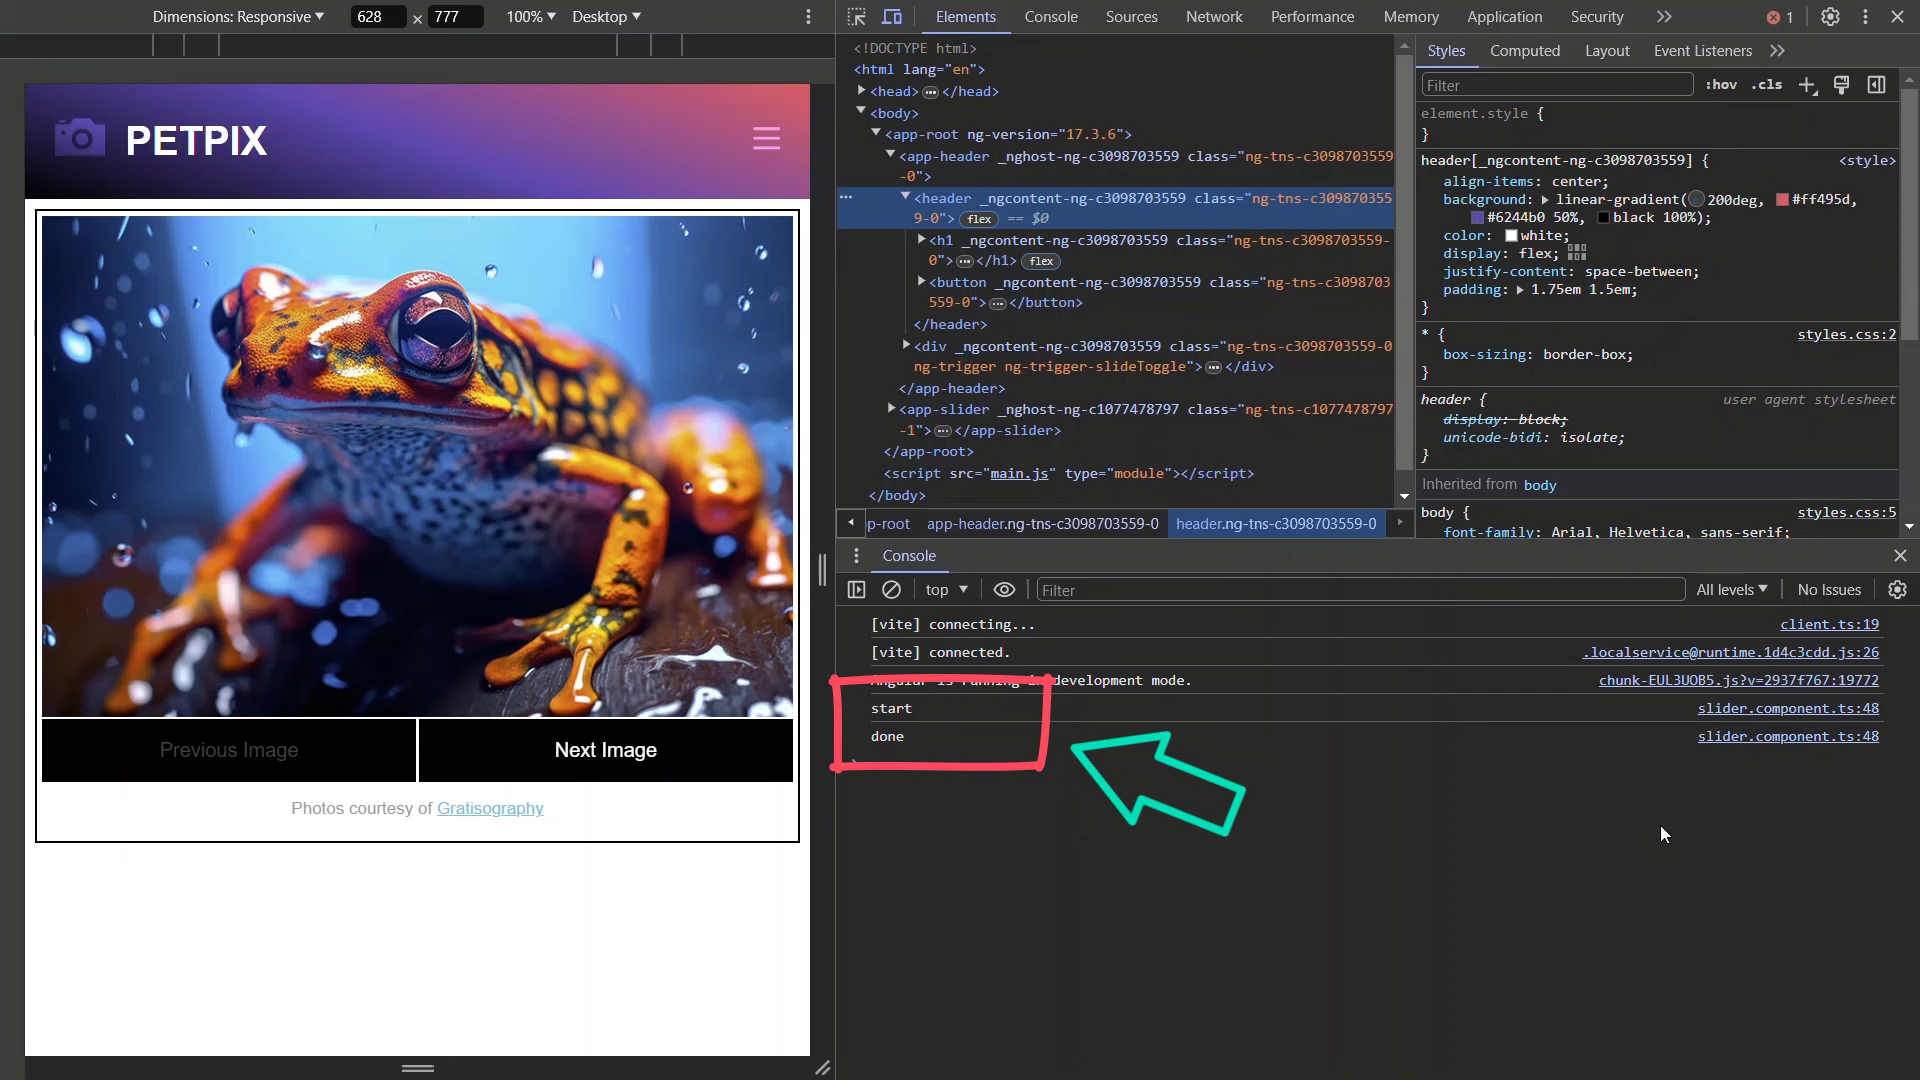 Dimensions: Responsive 628 × 777 100% Desktop
PETPIX
Previous Image
Next Image
Photos courtesy of Gratisography
Elements Console Sources Network Performance Memory Application Security 1
<!DOCTYPE html>
<html lang="en">
<head> ••• </head>
<body>
<app-root ng-version="17.3.6">
<app-header _nghost-ng-c3098703559 class="ng-tns-c3098703559
-0">
••• <header _ngcontent-ng-c3098703559 class="ng-tns-c309870355
9-0"> flex == $0
<h1 _ngcontent-ng-c3098703559 class="ng-tns-c3098703559-
0"> ••• </h1> flex
<button _ngcontent-ng-c3098703559 class="ng-tns-c3098703
559-0"> ••• </button>
</header>
<div _ngcontent-ng-c3098703559 class="ng-tns-c3098703559-0
ng-trigger ng-trigger-slideToggle"> ••• </div>
</app-header>
<app-slider _nghost-ng-c1077478797 class="ng-tns-c1077478797
-1"> ••• </app-slider>
</app-root>
<script src="main.js" type="module"></script>
</body>
p-root app-header.ng-tns-c3098703559-0 header.ng-tns-c3098703559-0
Styles Computed Layout Event Listeners
Filter :hov .cls
element.style {
}
header[_ngcontent-ng-c3098703559] { <style>
align-items: center;
background: linear-gradient(200deg, #ff495d,
#6244b0 50%, black 100%);
color: white;
display: flex;
justify-content: space-between;
padding: 1.75em 1.5em;
}
* { styles.css:2
box-sizing: border-box;
}
header { user agent stylesheet
display: block;
unicode-bidi: isolate;
}
Inherited from body
body { styles.css:5
font-family: Arial, Helvetica, sans-serif;
Console
top Filter All levels No Issues
[vite] connecting... client.ts:19
[vite] connected. .localservice@runtime.1d4c3cdd.js:26
Angular is running in development mode. chunk-EUL3UOB5.js?v=2937f767:19772
start slider.component.ts:48
done slider.component.ts:48